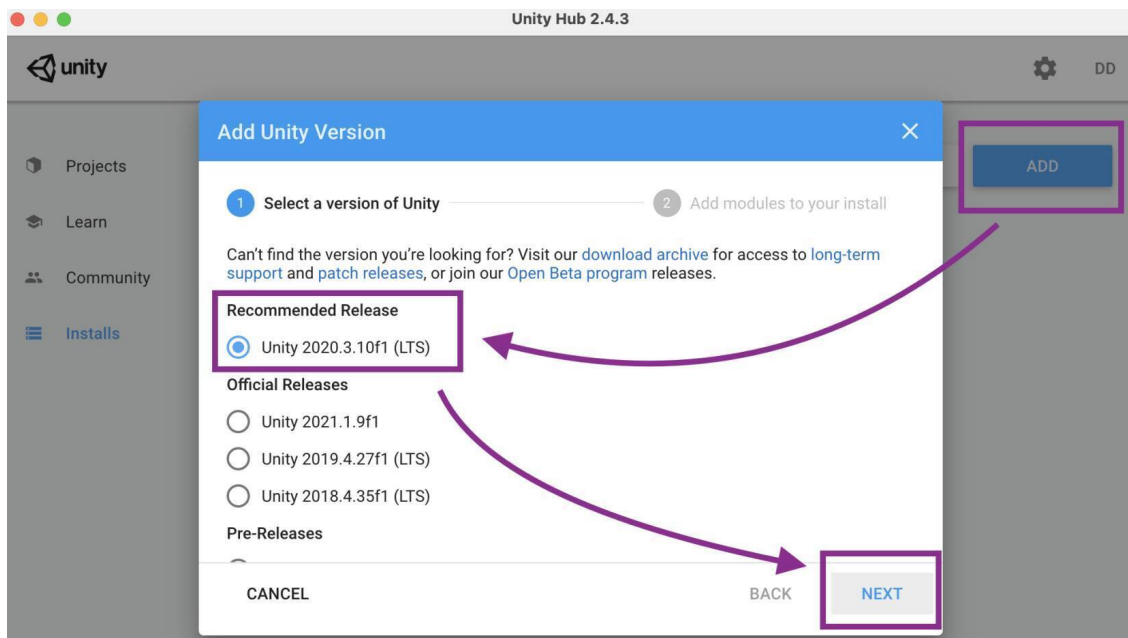 Unity Hub 2.4.3
unity
DD
Add Unity Version
ADD
Projects
Learn
Community
Installs
1 Select a version of Unity
2 Add modules to your install
Can't find the version you're looking for? Visit our download archive for access to long-term
support and patch releases, or join our Open Beta program releases.
Recommended Release
Unity 2020.3.10f1 (LTS)
Official Releases
Unity 2021.1.9f1
Unity 2019.4.27f1 (LTS)
Unity 2018.4.35f1 (LTS)
Pre-Releases
CANCEL
BACK
NEXT